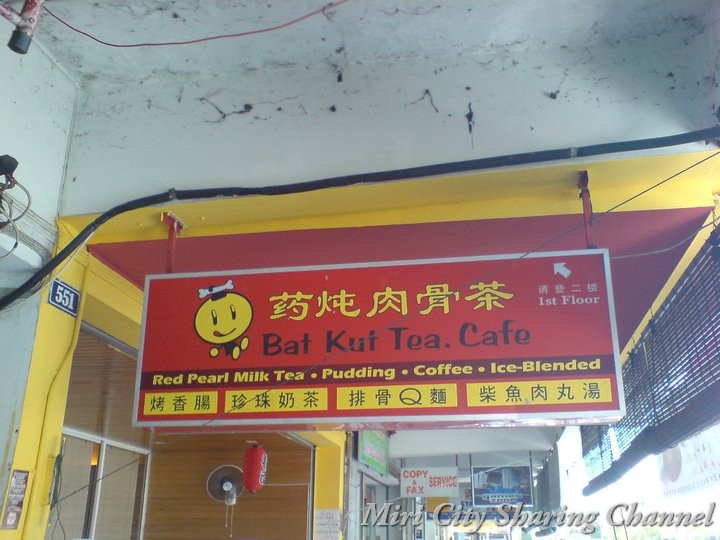 551
药炖肉骨茶
Bat Kut Tea. Cafe
请登二楼
1st Floor
Red Pearl Milk Tea • Pudding • Coffee • Ice-Blended
烤香腸 珍珠奶茶 排骨Q麵 柴魚肉丸湯
COPY & FAX SERVICE
Miri City Sharing Channel